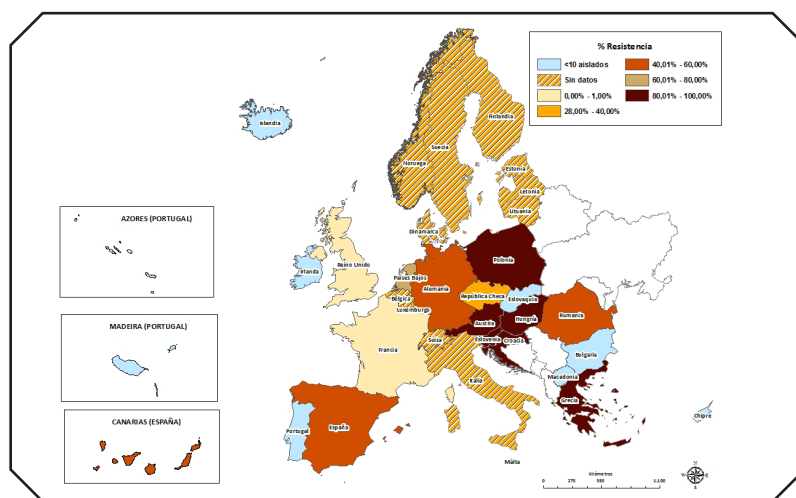 % Resistencia
<10 aislados
Sin datos
0,00% - 1,00%
28,00% - 40,00%
40,01% - 60,00%
60,01% - 80,00%
80,01% - 100,00%
Islandia
Finlandia
Suecia
Noruega
Estonia
Letonia
Lituania
Dinamarca
AZORES (PORTUGAL)
Irlanda
Reino Unido
Países Bajos
Polonia
Alemania
Bélgica
República Checa
Luxemburgo
Eslovaquia
MADEIRA (PORTUGAL)
Austria
Hungría
Rumanía
Suiza
Eslovenia
Croacia
Francia
Bulgaria
Italia
Macedonia
Grecia
CANARIAS (ESPAÑA)
Portugal
España
Chipre
Malta
Kilómetros
0
275
550
1.100